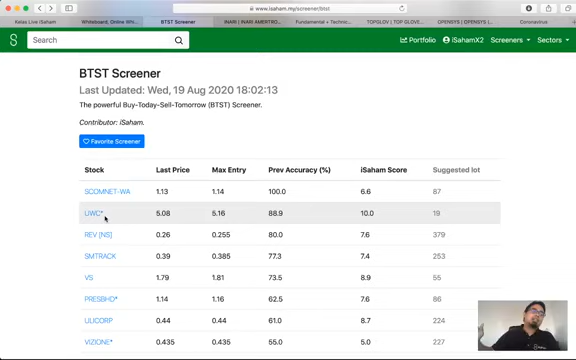 www.isaham.my/screener/btst
Kelas Live iSaham
Whiteboard, Online Whi...
BTST Screener
INARI | INARI AMERTRO...
Fundamental + Technic...
TOPGLOV | TOP GLOVE...
OPENSYS | OPENSYS (...
Coronavirus
S
Search
Portfolio
iSahamX2
Screeners
Sectors
BTST Screener
Last Updated: Wed, 19 Aug 2020 18:02:13
The powerful Buy-Today-Sell-Tomorrow (BTST) Screener.
Contributor: iSaham.
Favorite Screener
Stock Last Price Max Entry Prev Accuracy (%) iSaham Score Suggested lot
SCOMNET-WA 1.13 1.14 100.0 6.6 87
UWC* 5.08 5.16 88.9 10.0 19
REV [NS] 0.26 0.255 80.0 7.6 379
SMTRACK 0.39 0.385 77.3 7.4 253
VS 1.79 1.81 73.5 8.9 55
PRESBHD* 1.14 1.16 62.5 7.6 86
ULICORP 0.44 0.44 61.0 8.7 224
VIZIONE* 0.435 0.435 55.0 5.0 227